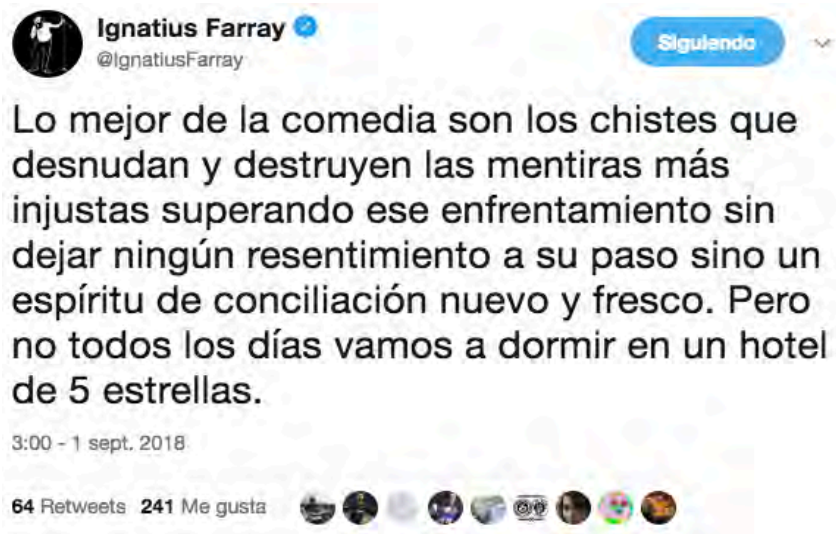 Ignatius Farray
@IgnatiusFarray
Siguiendo
Lo mejor de la comedia son los chistes que
desnudan y destruyen las mentiras más
injustas superando ese enfrentamiento sin
dejar ningún resentimiento a su paso sino un
espíritu de conciliación nuevo y fresco. Pero
no todos los días vamos a dormir en un hotel
de 5 estrellas.
3:00 - 1 sept. 2018
64 Retweets 241 Me gusta